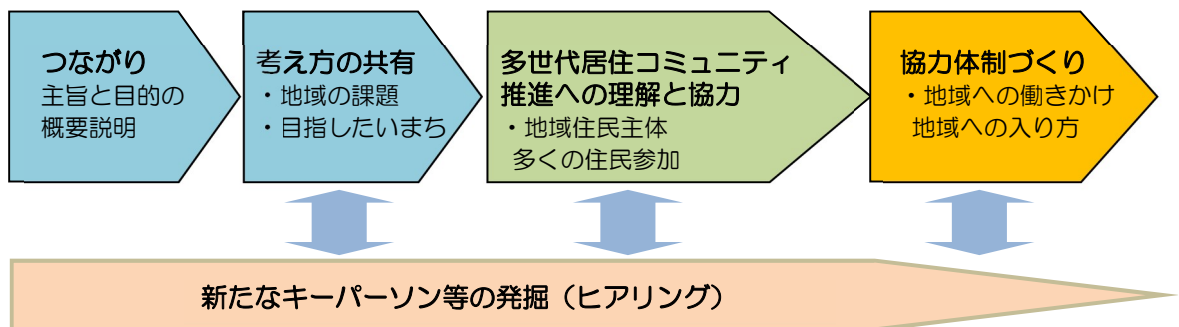 つながり
主旨と目的の
概要説明
考え方の共有
・地域の課題
・目指したいまち
多世代居住コミュニティ
推進への理解と協力
・地域住民主体
多くの住民参加
協力体制づくり
・地域への働きかけ
地域への入り方
新たなキーパーソン等の発掘（ヒアリング）